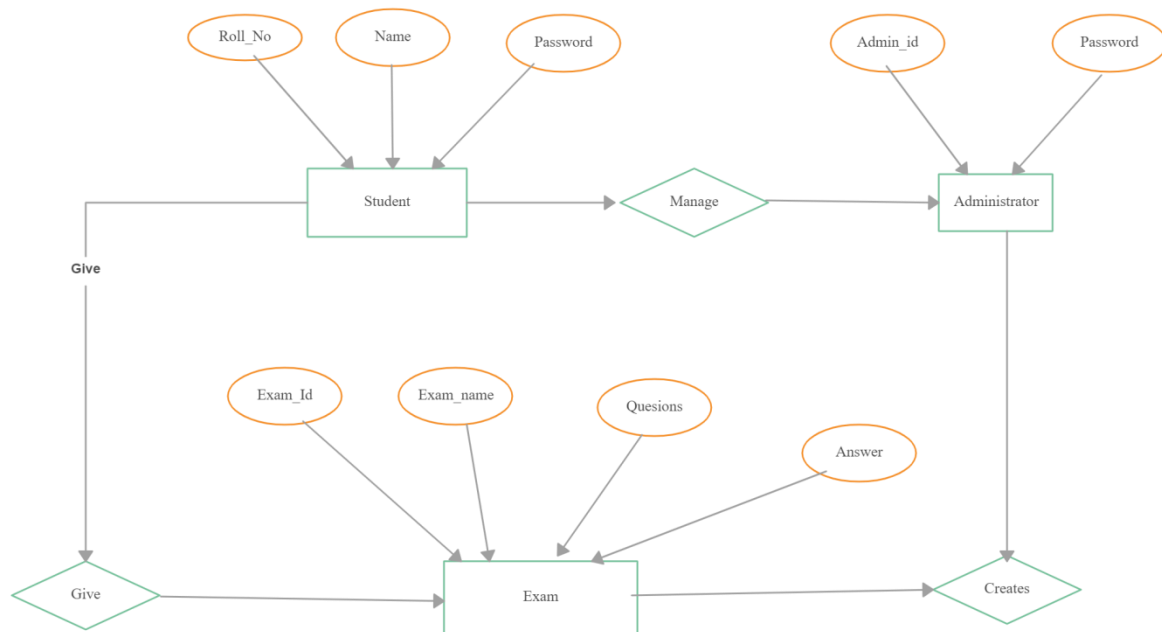 Roll_No
Name
Password
Admin_id
Password
Student
Manage
Administrator
Give
Exam_Id
Exam_name
Quesions
Answer
Give
Exam
Creates